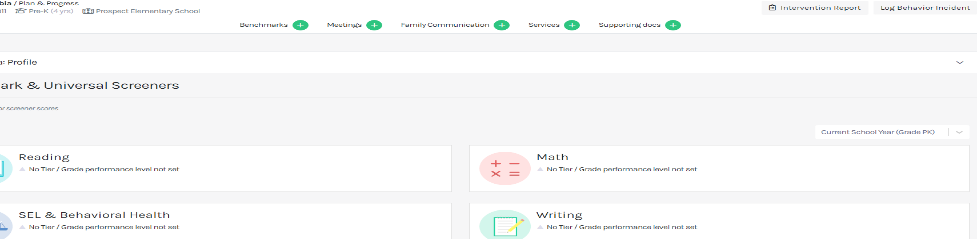 / Plan & Progress
Pre-K (4 yrs) Prospect Elementary School
Intervention Report Log Behavior Incident
Benchmarks + Meetings + Family Communication + Services + Supporting docs +
: Profile
ark & Universal Screeners
screener scores
Current School Year (Grade PK)
Reading
No Tier / Grade performance level not set
Math
No Tier / Grade performance level not set
SEL & Behavioral Health
No Tier / Grade performance level not set
Writing
No Tier / Grade performance level not set